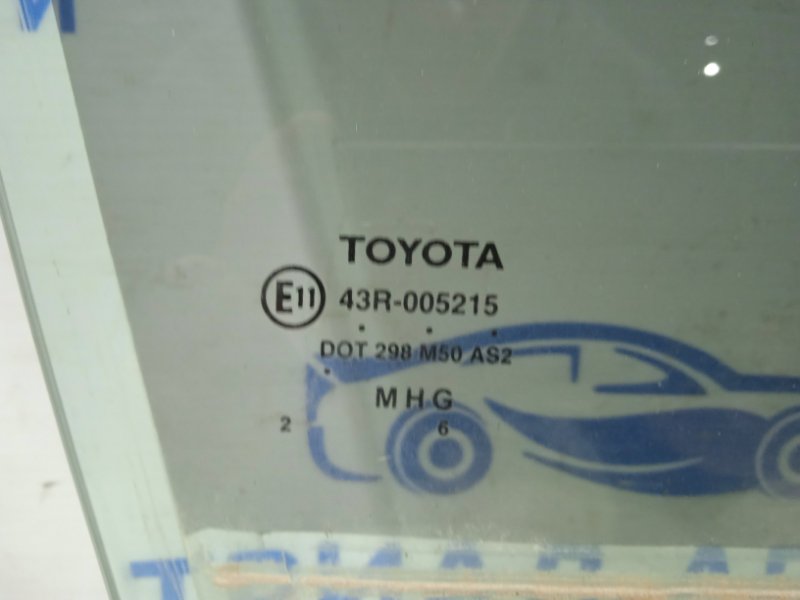 TOYOTA
E11 43R-005215
DOT 298 M50 AS2
M H G
2 6